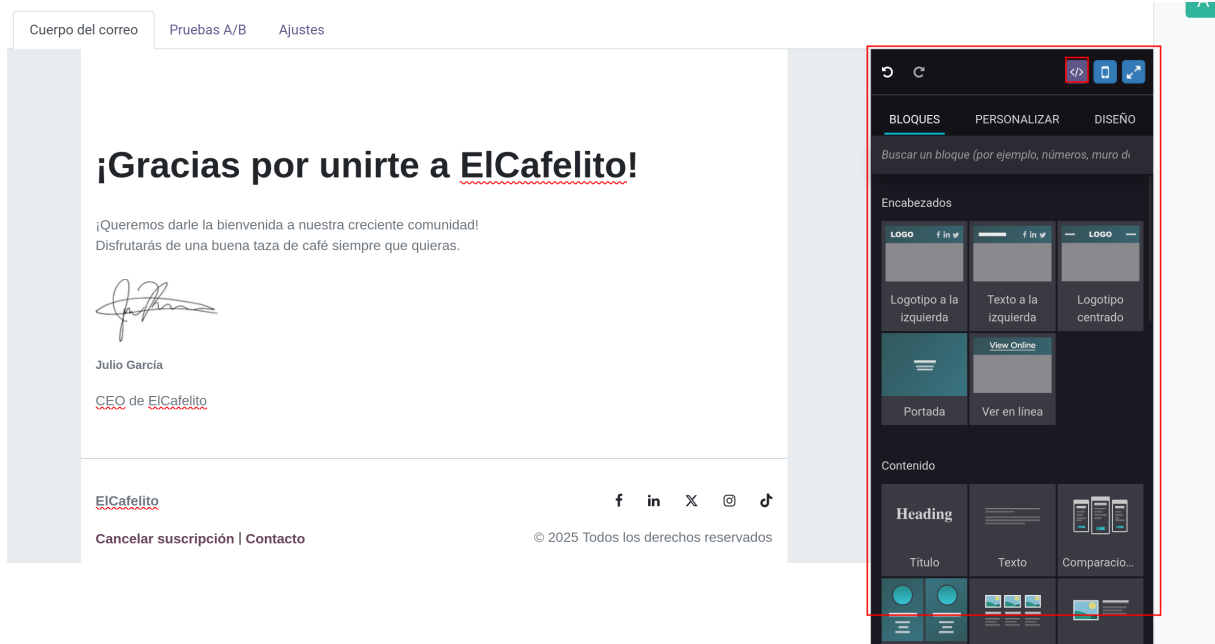 Cuerpo del correo Pruebas A/B Ajustes
¡Gracias por unirte a ElCafelito!
¡Queremos darle la bienvenida a nuestra creciente comunidad!
Disfrutarás de una buena taza de café siempre que quieras.
Julio García
CEO de ElCafelito
ElCafelito
Cancelar suscripción | Contacto
© 2025 Todos los derechos reservados
</>
BLOQUES PERSONALIZAR DISEÑO
Buscar un bloque (por ejemplo, números, muro de
Encabezados
LOGO
LOGO
Logotipo a la izquierda
Texto a la izquierda
Logotipo centrado
View Online
Portada
Ver en línea
Contenido
Heading
Título
Texto
Comparacio...